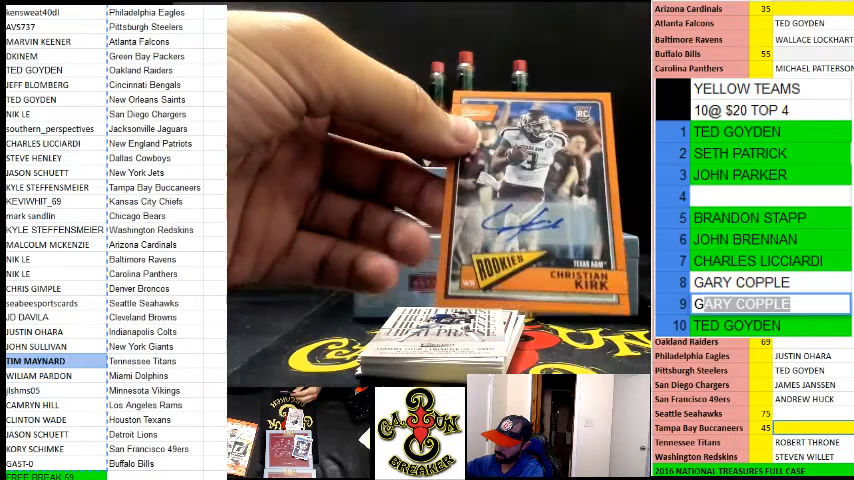 kensweat40dl Philadelphia Eagles
AVS737 Pittsburgh Steelers
MARVIN KEENER Atlanta Falcons
DKINEM Green Bay Packers
TED GOYDEN Oakland Raiders
JEFF BLOMBERG Cincinnati Bengals
TED GOYDEN New Orleans Saints
NIK LE San Diego Chargers
southern_perspectives Jacksonville Jaguars
CHARLES LICCIARDI New England Patriots
STEVE HENLEY Dallas Cowboys
JASON SCHUETT New York Jets
KYLE STEFFENSMEIER Tampa Bay Buccaneers
KEVIWHIT_69 Kansas City Chiefs
mark sandlin Chicago Bears
KYLE STEFFENSMEIER Washington Redskins
MALCOLM MCKENZIE Arizona Cardinals
NIK LE Baltimore Ravens
NIK LE Carolina Panthers
CHRIS GIMPLE Denver Broncos
seabeesportscards Seattle Seahawks
JD DAVILA Cleveland Browns
JUSTIN OHARA Indianapolis Colts
JOHN SULLIVAN New York Giants
TIM MAYNARD Tennessee Titans
WILIAM PARDON Miami Dolphins
jlshms05 Minnesota Vikings
CAMRYN HILL Los Angeles Rams
CLINTON WADE Houston Texans
JASON SCHUETT Detroit Lions
KORY SCHIMKE San Francisco 49ers
GAST-0 Buffalo Bills
FREE BREAK 59
RC
3
TEXAS A&M
ROOKIES
WR
CHRISTIAN
KIRK
CAJUN
BREAKER
Arizona Cardinals 35
Atlanta Falcons TED GOYDEN
Baltimore Ravens WALLACE LOCKHART
Buffalo Bills 55
Carolina Panthers MICHAEL PATTERSON
YELLOW TEAMS
10@ $20 TOP 4
1 TED GOYDEN
2 SETH PATRICK
3 JOHN PARKER
4
5 BRANDON STAPP
6 JOHN BRENNAN
7 CHARLES LICCIARDI
8 GARY COPPLE
9 GARY COPPLE
10 TED GOYDEN
Oakland Raiders 69
Philadelphia Eagles JUSTIN OHARA
Pittsburgh Steelers TED GOYDEN
San Diego Chargers JAMES JANSSEN
San Francisco 49ers ANDREW HUCK
Seattle Seahawks 75
Tampa Bay Buccaneers 45
Tennessee Titans ROBERT THRONE
Washington Redskins STEVEN WILLET
2016 NATIONAL TREASURES FULL CASE